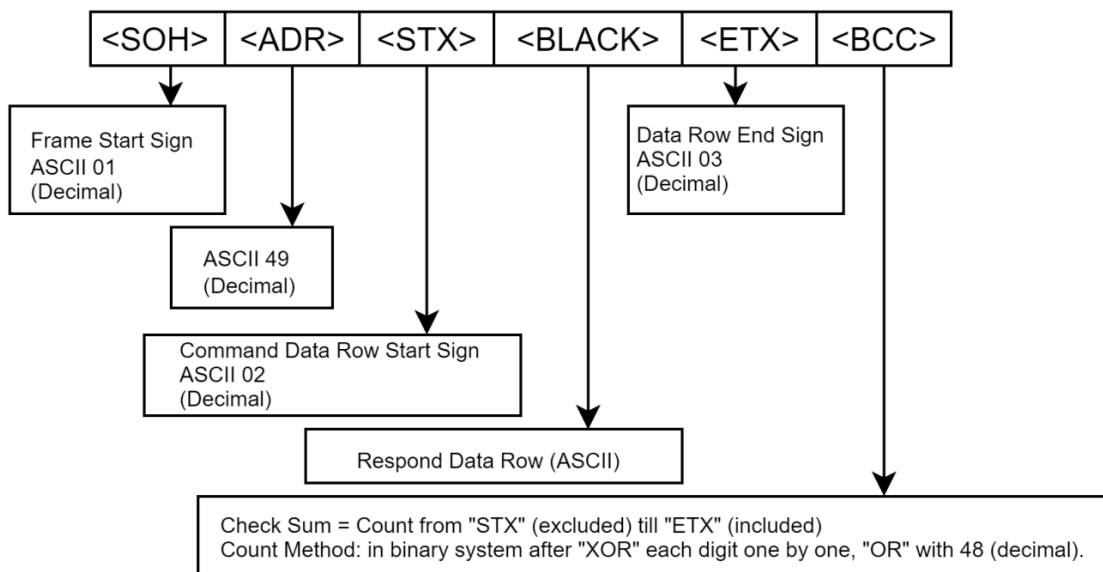 <SOH> <ADR> <STX> <BLACK> <ETX> <BCC>
Frame Start Sign
ASCII 01
(Decimal)
Data Row End Sign
ASCII 03
(Decimal)
ASCII 49
(Decimal)
Command Data Row Start Sign
ASCII 02
(Decimal)
Respond Data Row (ASCII)
Check Sum = Count from "STX" (excluded) till "ETX" (included)
Count Method: in binary system after "XOR" each digit one by one, "OR" with 48 (decimal).